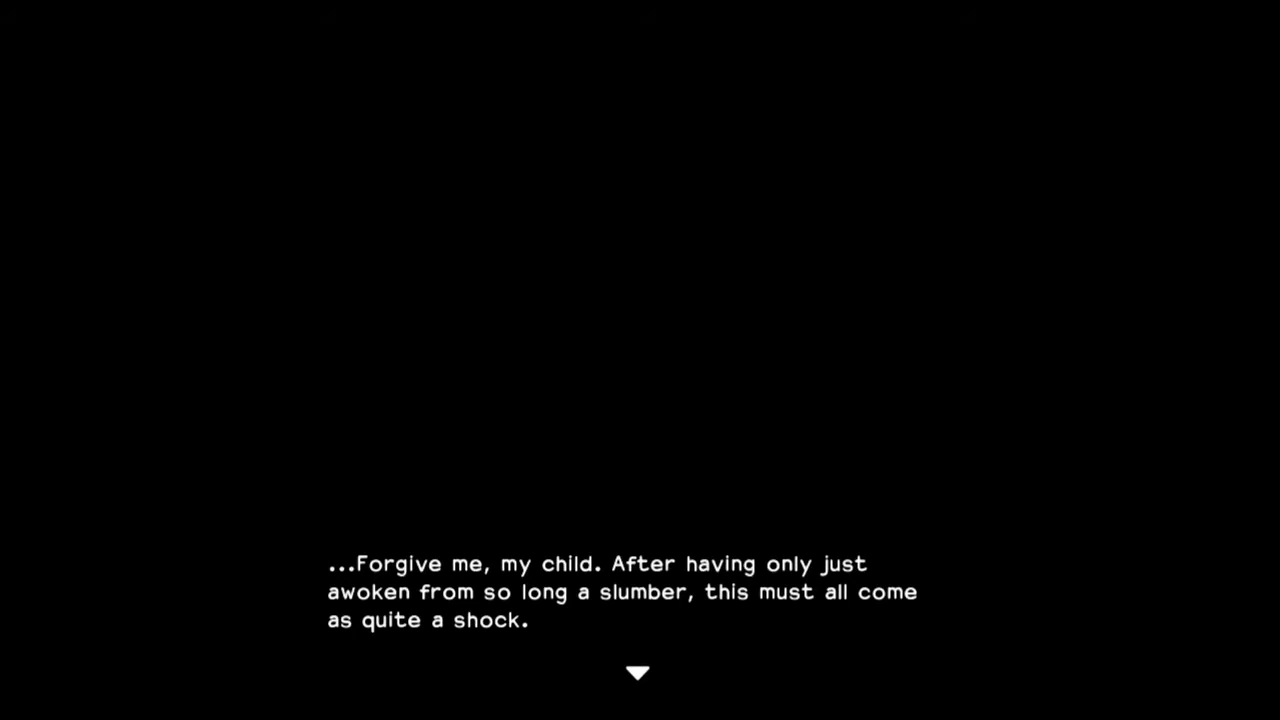 ...Forgive me, my child. After having only just
awoken from so long a slumber, this must all come
as quite a shock.